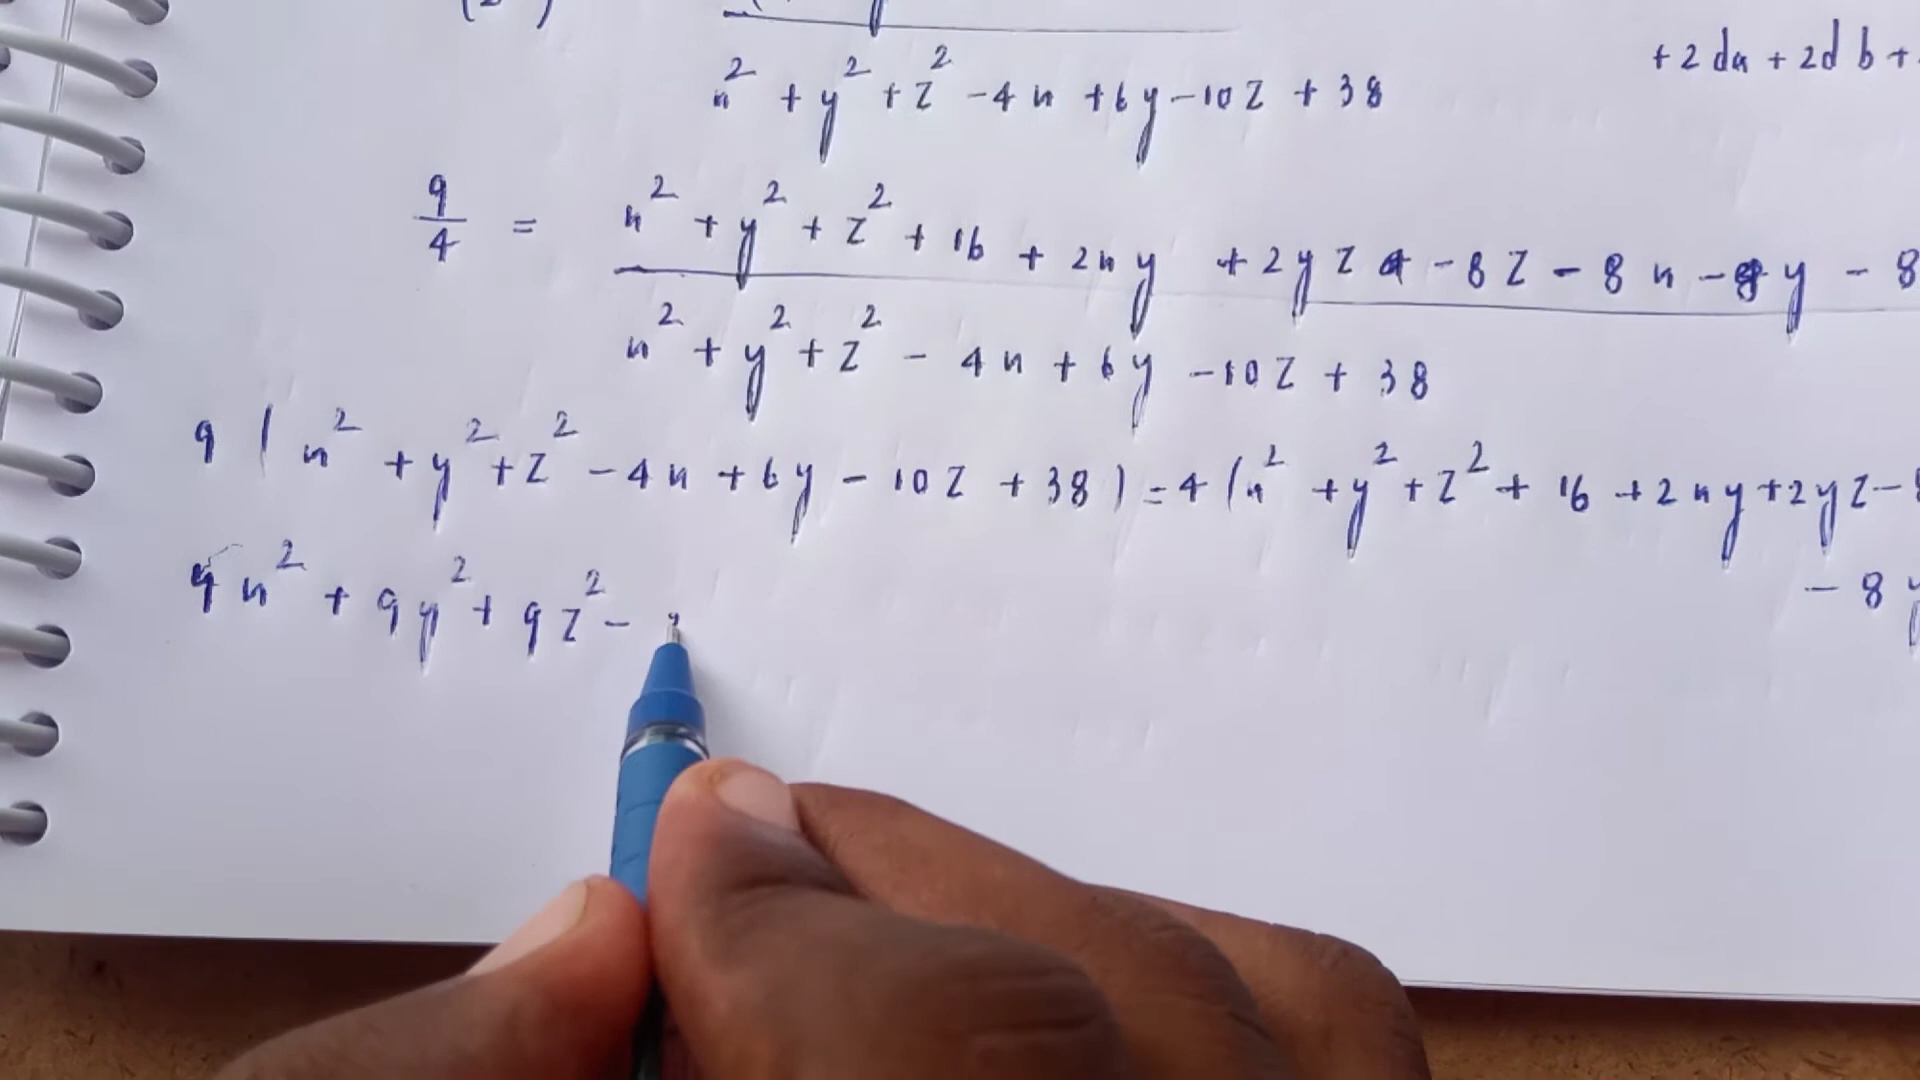 (2 )
x² + y² + z² - 4x + 6y - 10z + 38
+ 2da + 2db +
9/4 = x² + y² + z² + 16 + 2xy + 2yz - 8z - 8x - 8y - 8
x² + y² + z² - 4x + 6y - 10z + 38
9 ( x² + y² + z² - 4x + 6y - 10z + 38 ) = 4 ( x² + y² + z² + 16 + 2xy + 2yz -
- 8y
9x² + 9y² + 9z² -